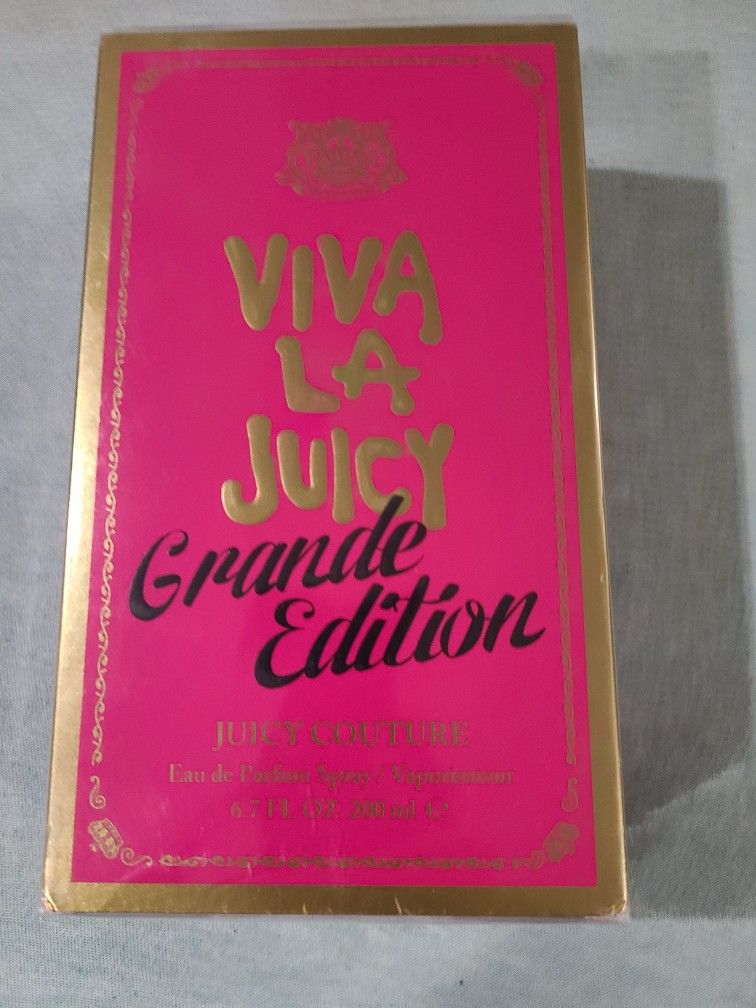 VIVA
LA
JUICY
Grande
Edition
JUICY COUTURE
Eau de Parfum Spray / Vaporisateur
6.7 FL OZ 200 ml ℮